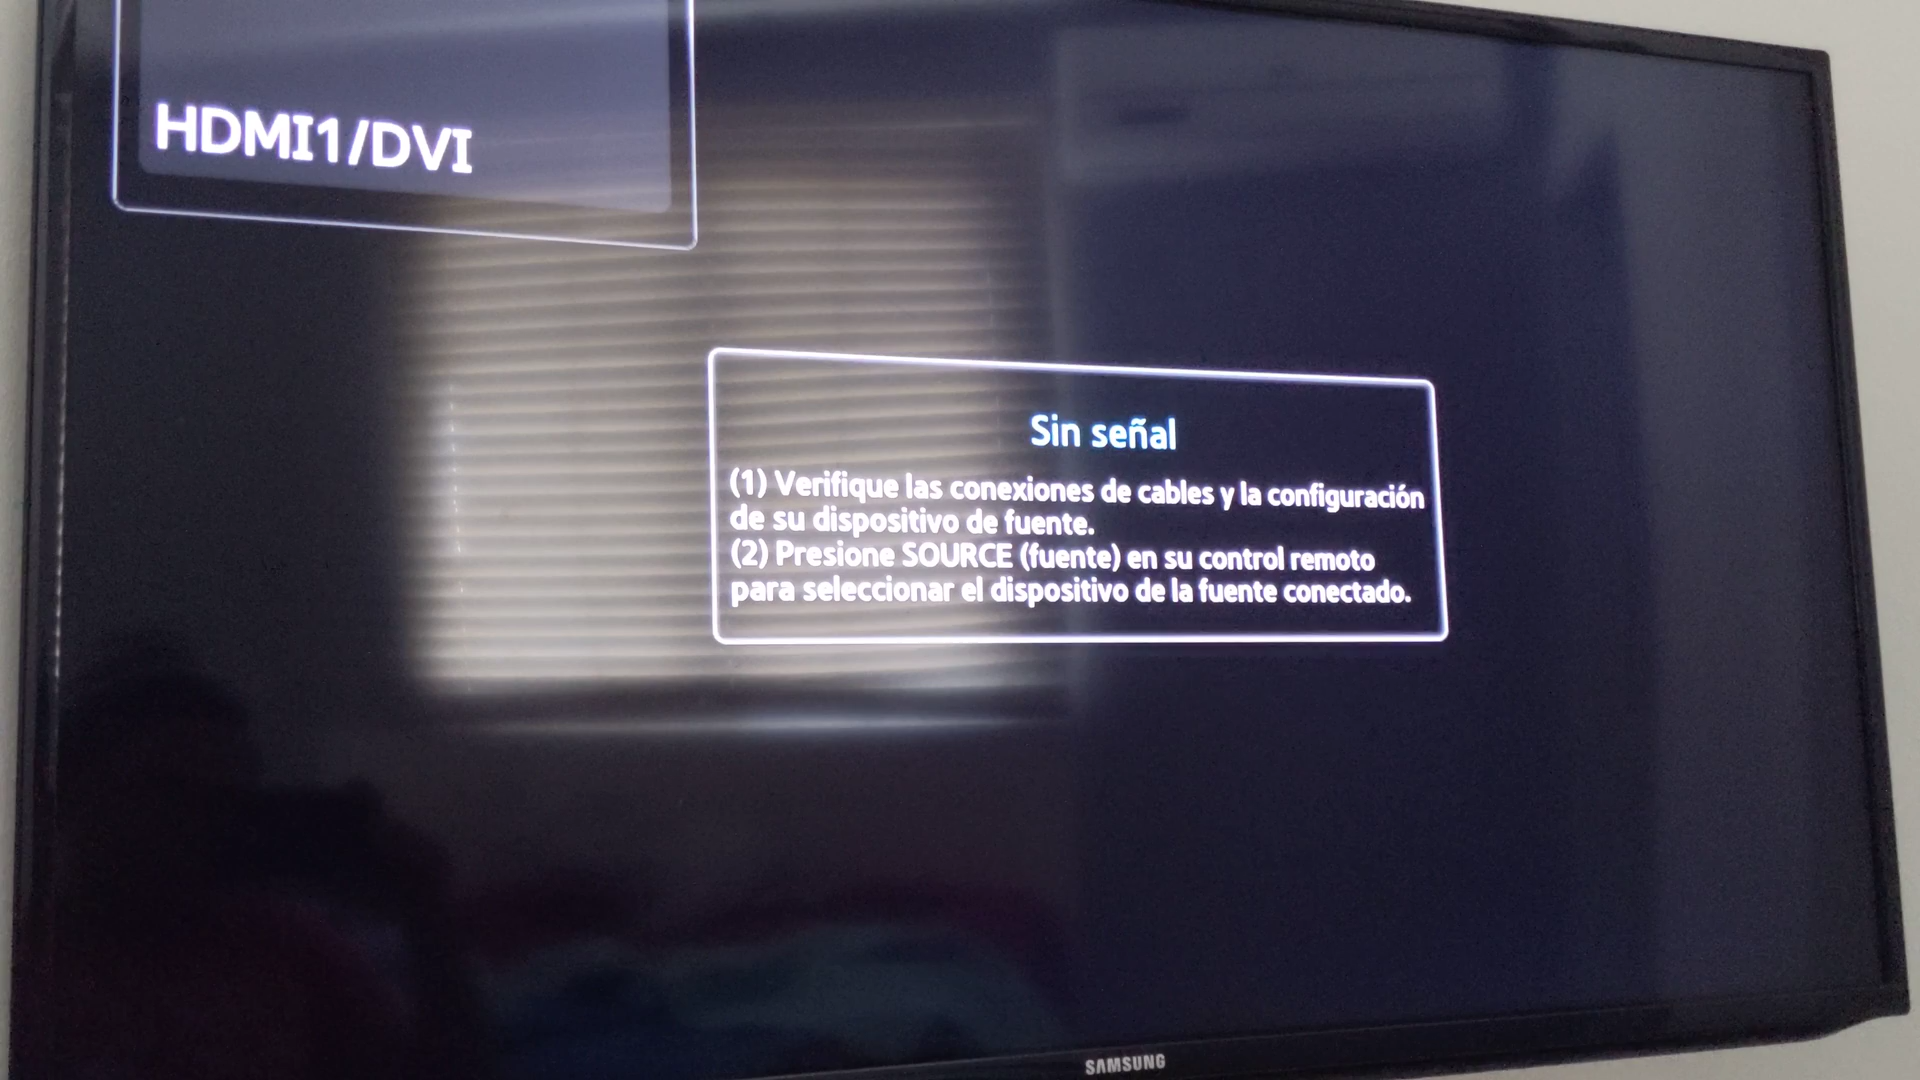 HDMI1/DVI
Sin señal
(1) Verifique las conexiones de cables y la configuración
de su dispositivo de fuente.
(2) Presione SOURCE (fuente) en su control remoto
para seleccionar el dispositivo de la fuente conectado.
SAMSUNG